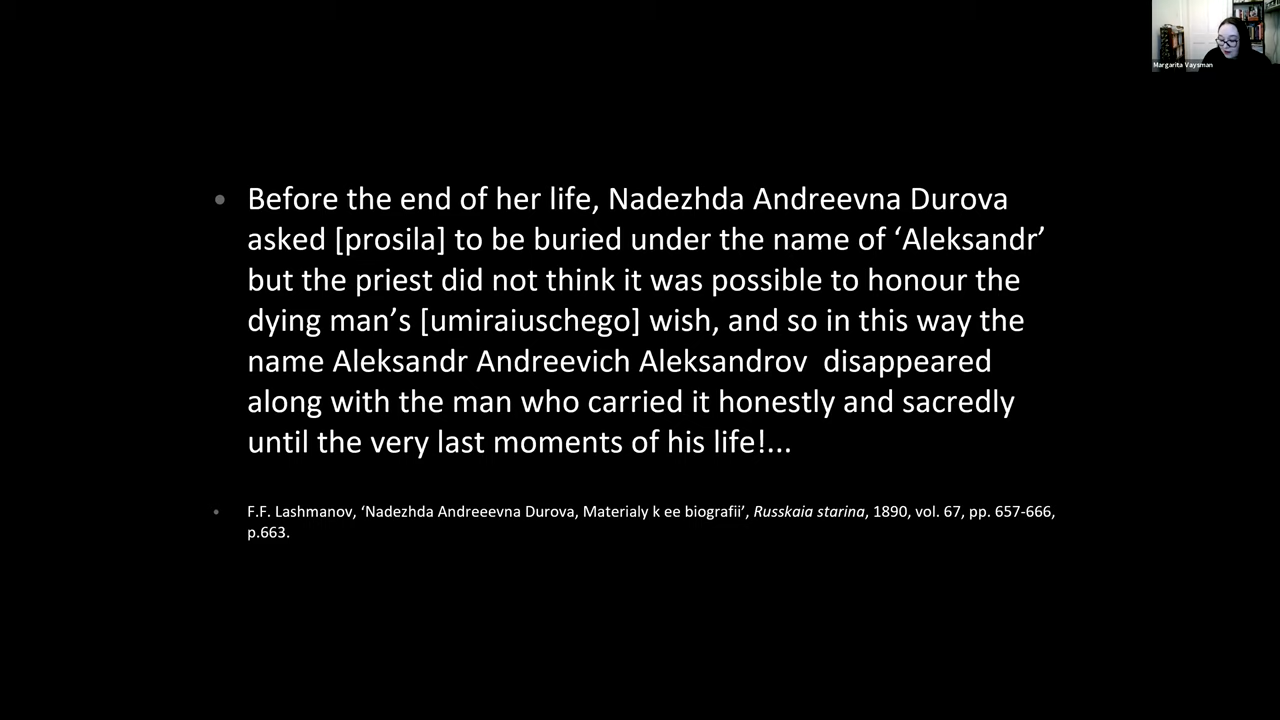 Margarita Vaysman
• Before the end of her life, Nadezhda Andreevna Durova
asked [prosila] to be buried under the name of ‘Aleksandr’
but the priest did not think it was possible to honour the
dying man’s [umiraiuschego] wish, and so in this way the
name Aleksandr Andreevich Aleksandrov  disappeared
along with the man who carried it honestly and sacredly
until the very last moments of his life!...
• F.F. Lashmanov, ‘Nadezhda Andreeevna Durova, Materialy k ee biografii’, Russkaia starina, 1890, vol. 67, pp. 657-666,
p.663.